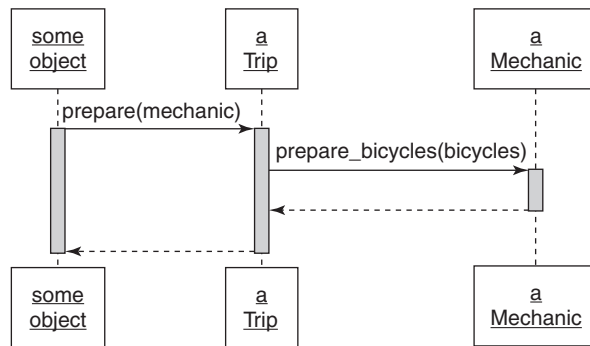 some
object
a
Trip
a
Mechanic
prepare(mechanic)
prepare_bicycles(bicycles)
some
object
a
Trip
a
Mechanic